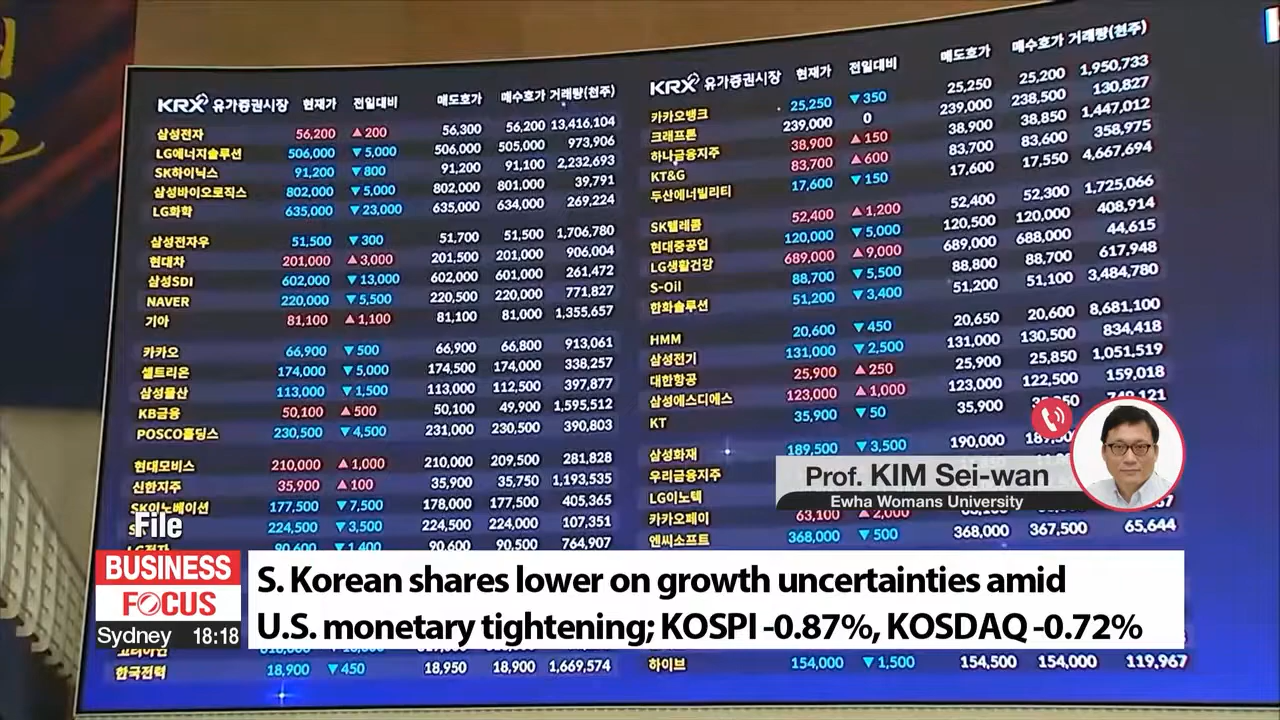 KRX 유가증권시장 현재가 전일대비 매도호가 매수호가 거래량(천주)
삼성전자 56,200 ▲200 56,300 56,200 13,416,104
LG에너지솔루션 506,000 ▼5,000 506,000 505,000 973,906
SK하이닉스 91,200 ▼800 91,200 91,100 2,232,693
삼성바이오로직스 802,000 ▼5,000 802,000 801,000 39,791
LG화학 635,000 ▼23,000 635,000 634,000 269,224
삼성전자우 51,500 ▼300 51,700 51,500 1,706,780
현대차 201,000 ▲3,000 201,500 201,000 906,004
삼성SDI 602,000 ▼13,000 602,000 601,000 261,472
NAVER 220,000 ▼5,500 220,500 220,000 771,827
기아 81,100 ▲1,100 81,100 81,000 1,355,657
카카오 66,900 ▼500 66,900 66,800 913,061
셀트리온 174,000 ▼5,000 174,500 174,000 338,257
삼성물산 113,000 ▼1,500 113,000 112,500 397,877
KB금융 50,100 ▲500 50,100 49,900 1,595,512
POSCO홀딩스 230,500 ▼4,500 231,000 230,500 390,803
현대모비스 210,000 ▲1,000 210,000 209,500 281,828
신한지주 35,900 ▲100 35,900 35,750 1,193,535
SK이노베이션 177,500 ▼7,500 178,000 177,500 405,365
224,500 ▼3,500 224,500 224,000 107,351
LG전자 90,600 ▼1,400 90,600 90,500 764,907
한국전력 18,900 ▼450 18,950 18,900 1,669,574
KRX 유가증권시장 현재가 전일대비 매도호가 매수호가 거래량(천주)
카카오뱅크 25,250 ▼350 25,250 25,200 1,950,733
크래프톤 239,000 0 239,000 238,500 130,827
하나금융지주 38,900 ▲150 38,900 38,850 1,447,012
KT&G 83,700 ▲600 83,700 83,600 358,975
두산에너빌리티 17,600 ▼150 17,600 17,550 4,667,694
SK텔레콤 52,400 ▲1,200 52,400 52,300 1,725,066
현대중공업 120,000 ▼5,000 120,500 120,000 408,914
LG생활건강 689,000 ▲9,000 689,000 688,000 44,615
S-Oil 88,700 ▼5,500 88,800 88,700 617,948
한화솔루션 51,200 ▼3,400 51,200 51,100 3,484,780
HMM 20,600 ▼450 20,650 20,600 8,681,100
삼성전기 131,000 ▼2,500 131,000 130,500 834,418
대한항공 25,900 ▲250 25,900 25,850 1,051,519
삼성에스디에스 123,000 ▲1,000 123,000 122,500 159,018
KT 35,900 ▼50 35,900
삼성화재 189,500 ▼3,500 190,000
우리금융지주
LG이노텍
카카오페이 63,100 ▲2,000
엔씨소프트 368,000 ▼500 368,000 367,500 65,644
하이브 154,000 ▼1,500 154,500 154,000 119,967
Prof. KIM Sei-wan
Ewha Womans University
File
BUSINESS
FOCUS
Sydney 18:18
S. Korean shares lower on growth uncertainties amid
U.S. monetary tightening; KOSPI -0.87%, KOSDAQ -0.72%